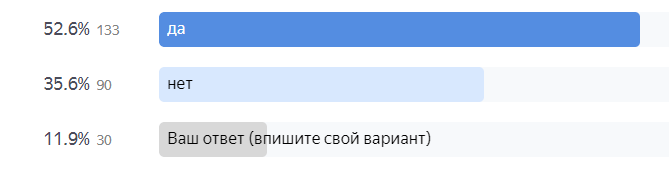 52.6% 133 да
35.6% 90 нет
11.9% 30 Ваш ответ (впишите свой вариант)